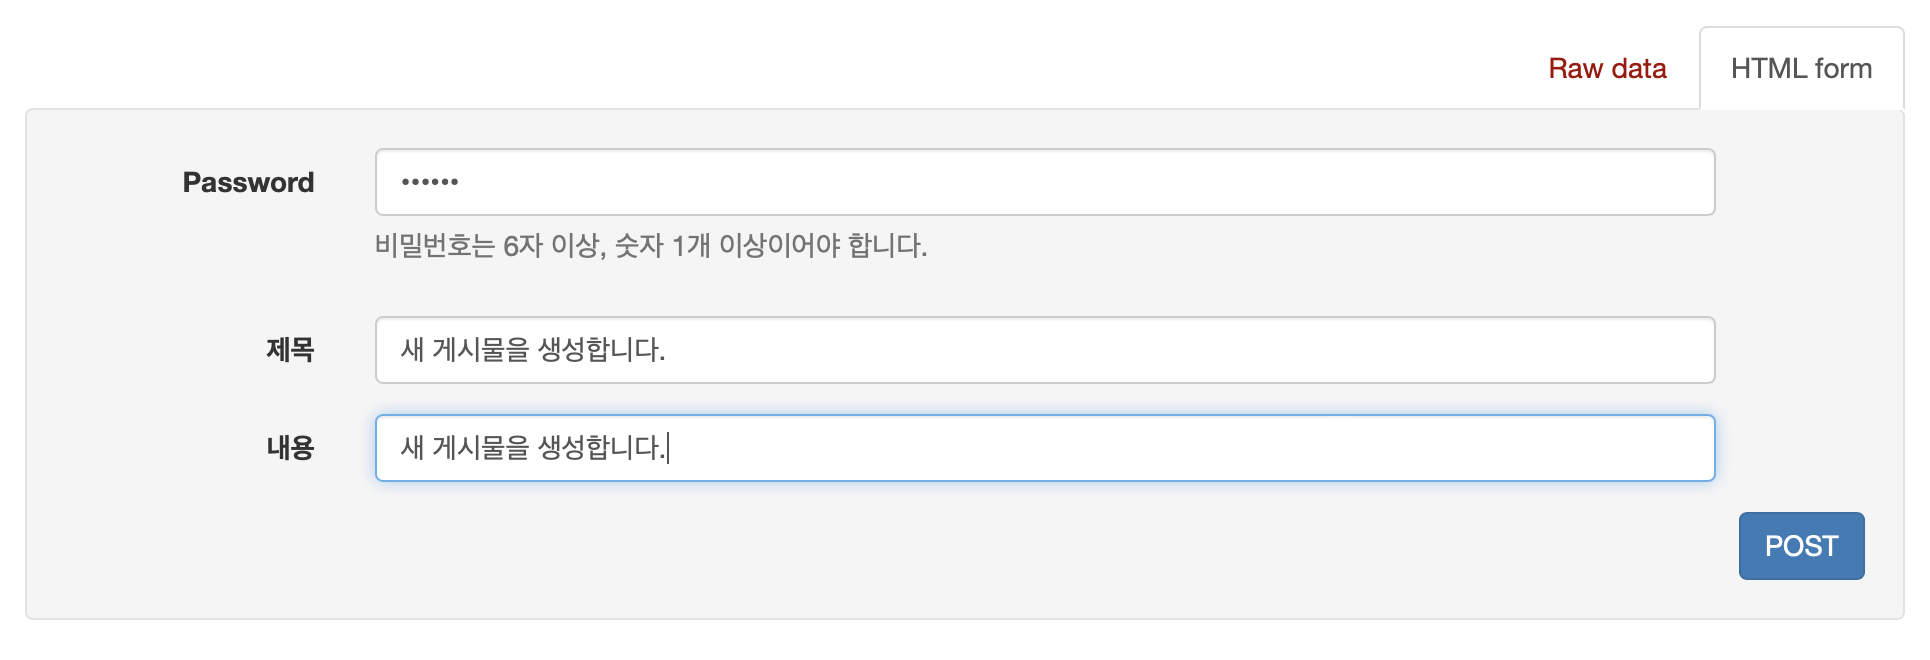 Raw data
HTML form
Password
••••••
비밀번호는 6자 이상, 숫자 1개 이상이어야 합니다.
제목
새 게시물을 생성합니다.
내용
새 게시물을 생성합니다.
POST